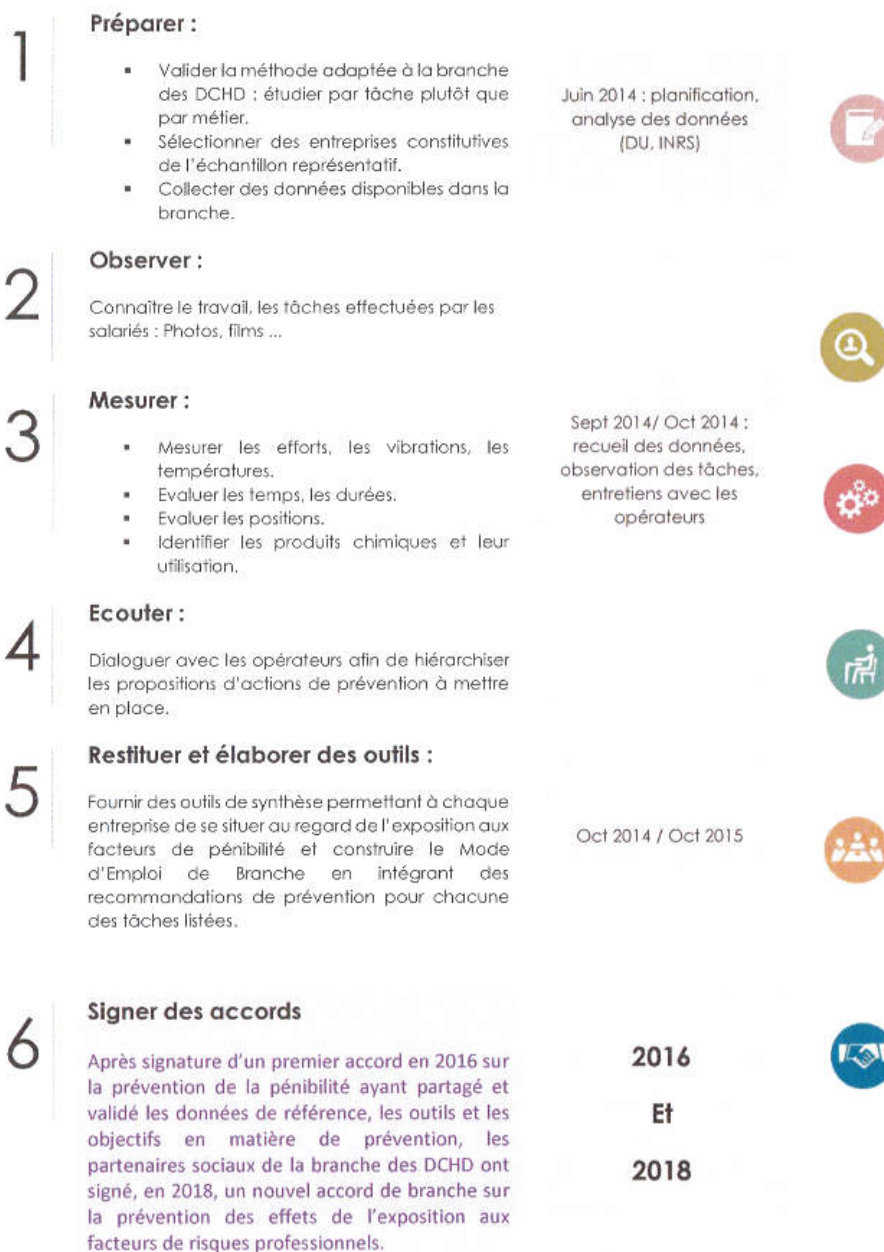 1
Préparer :
▪ Valider la méthode adaptée à la branche
des DCHD : étudier par tâche plutôt que
par métier.
▪ Sélectionner des entreprises constitutives
de l'échantillon représentatif.
▪ Collecter des données disponibles dans la
branche.
Juin 2014 : planification,
analyse des données
(DU, INRS)
2
Observer :
Connaître le travail, les tâches effectuées par les
salariés : Photos, films ...
3
Mesurer :
▪ Mesurer les efforts, les vibrations, les
températures.
▪ Evaluer les temps, les durées.
▪ Evaluer les positions.
▪ Identifier les produits chimiques et leur
utilisation.
Sept 2014/ Oct 2014 :
recueil des données,
observation des tâches,
entretiens avec les
opérateurs
4
Ecouter :
Dialoguer avec les opérateurs afin de hiérarchiser
les propositions d'actions de prévention à mettre
en place.
5
Restituer et élaborer des outils :
Fournir des outils de synthèse permettant à chaque
entreprise de se situer au regard de l'exposition aux
facteurs de pénibilité et construire le Mode
d'Emploi de Branche en intégrant des
recommandations de prévention pour chacune
des tâches listées.
Oct 2014 / Oct 2015
6
Signer des accords
Après signature d'un premier accord en 2016 sur
la prévention de la pénibilité ayant partagé et
validé les données de référence, les outils et les
objectifs en matière de prévention, les
partenaires sociaux de la branche des DCHD ont
signé, en 2018, un nouvel accord de branche sur
la prévention des effets de l'exposition aux
facteurs de risques professionnels.
2016
Et
2018